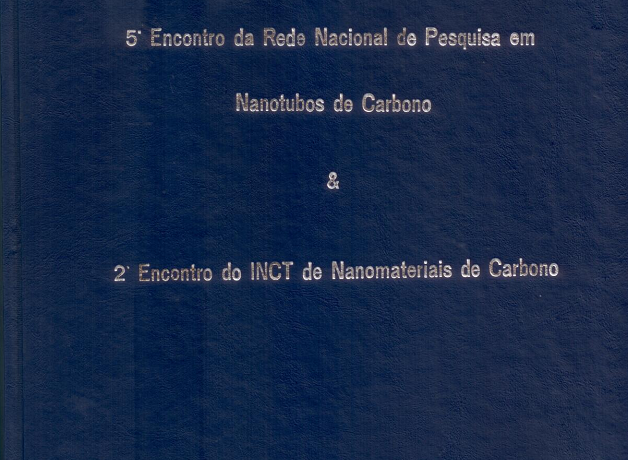 5° Encontro da Rede Nacional de Pesquisa em
Nanotubos de Carbono
&
2° Encontro do INCT de Nanomateriais de Carbono